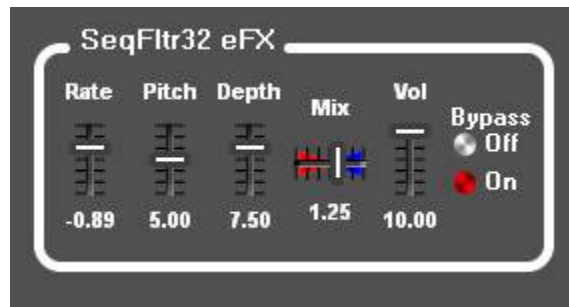 SeqFltr32 eFX
Rate Pitch Depth Mix Vol
Bypass
Off
On
-0.89 5.00 7.50 1.25 10.00